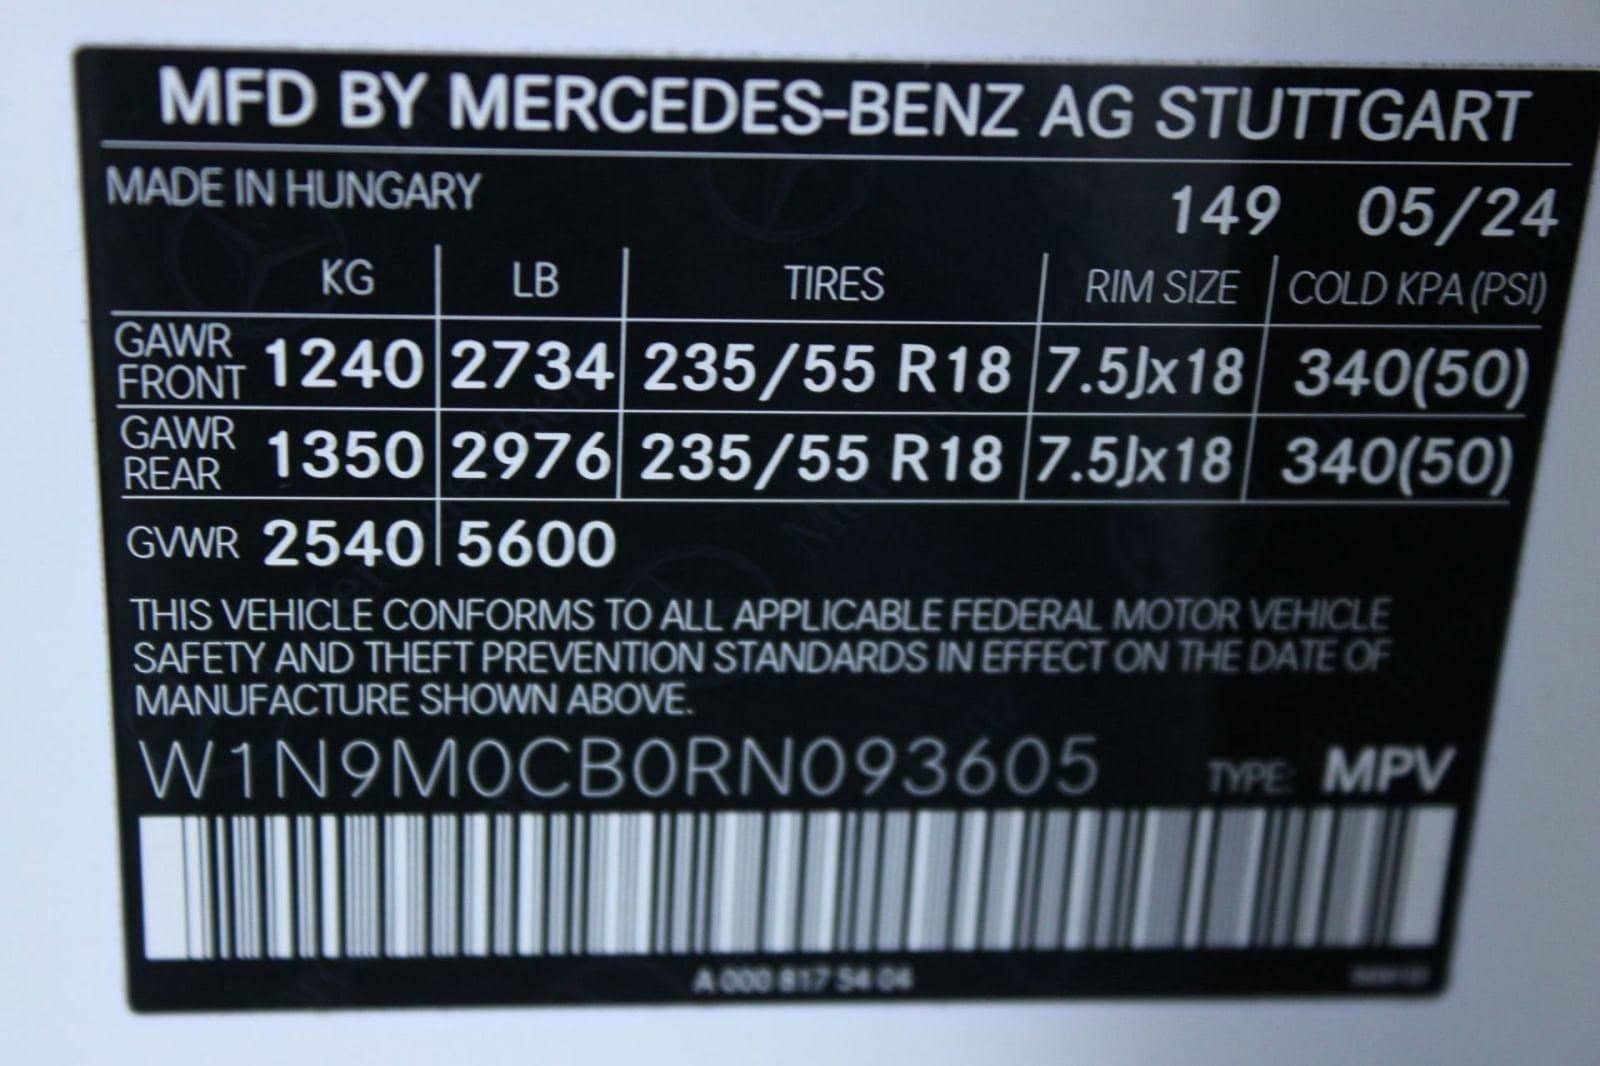 MFD BY MERCEDES-BENZ AG STUTTGART
MADE IN HUNGARY 149 05/24
KG LB TIRES RIM SIZE COLD KPA (PSI)
GAWR FRONT 1240 2734 235/55 R18 7.5Jx18 340(50)
GAWR REAR 1350 2976 235/55 R18 7.5Jx18 340(50)
GVWR 2540 5600
THIS VEHICLE CONFORMS TO ALL APPLICABLE FEDERAL MOTOR VEHICLE
SAFETY AND THEFT PREVENTION STANDARDS IN EFFECT ON THE DATE OF
MANUFACTURE SHOWN ABOVE.
W1N9M0CB0RN093605 TYPE: MPV
A 000 817 54 04